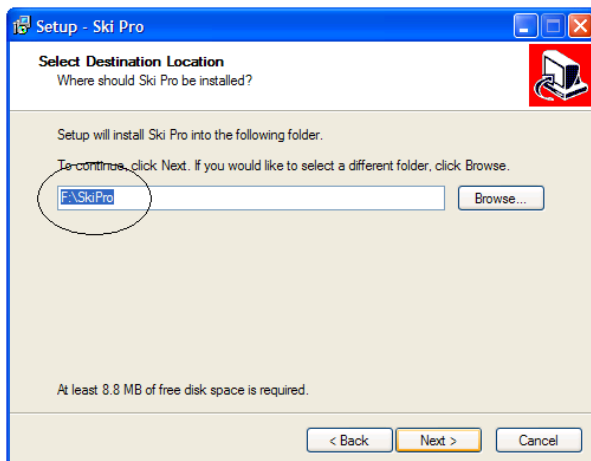 Setup - Ski Pro
Select Destination Location
Where should Ski Pro be installed?
Setup will install Ski Pro into the following folder.
To continue, click Next. If you would like to select a different folder, click Browse.
F:\SkiPro
Browse...
At least 8.8 MB of free disk space is required.
< Back
Next >
Cancel